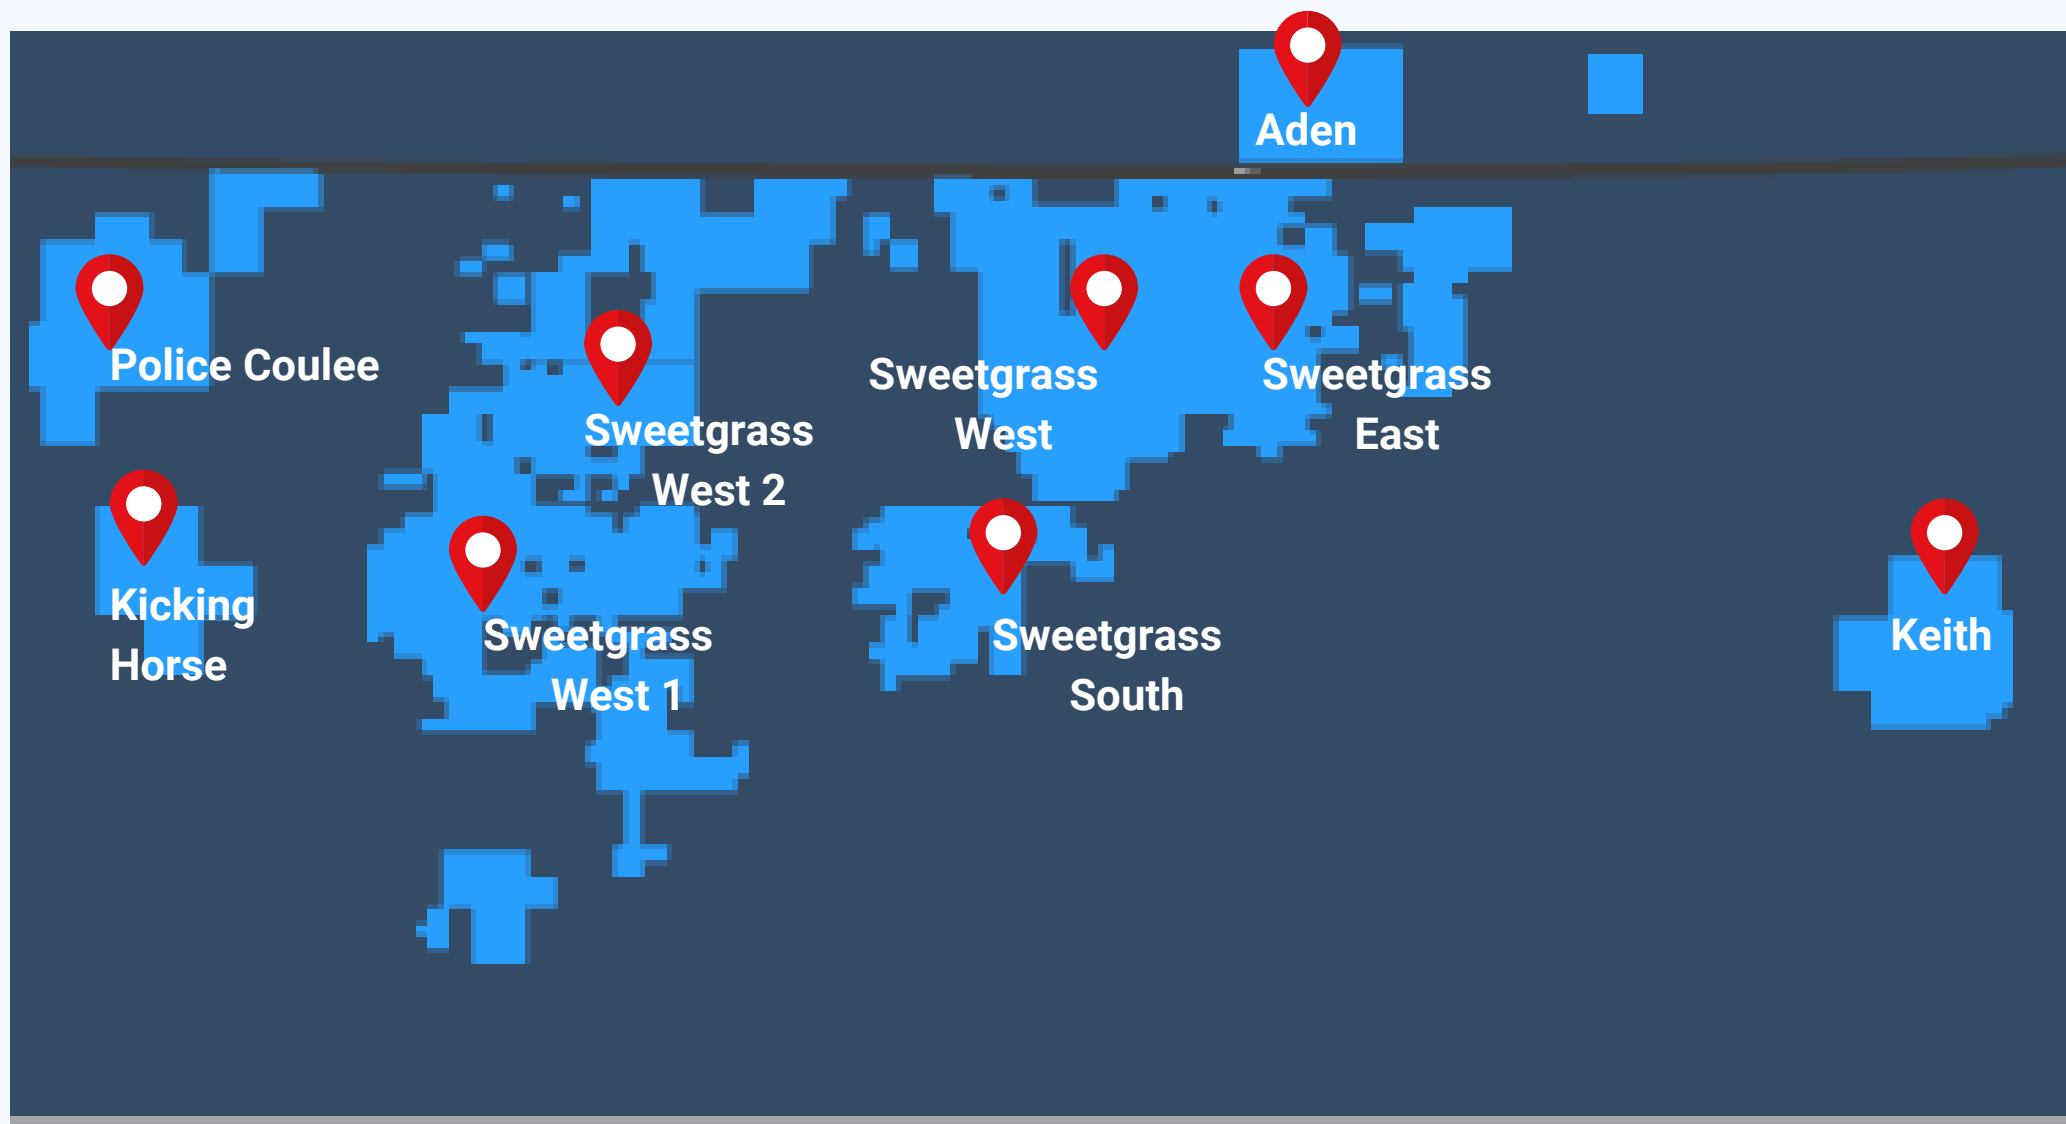 Aden
Police Coulee
Sweetgrass
West
Sweetgrass
East
Sweetgrass
West 2
Kicking
Horse
Sweetgrass
West 1
Sweetgrass
South
Keith